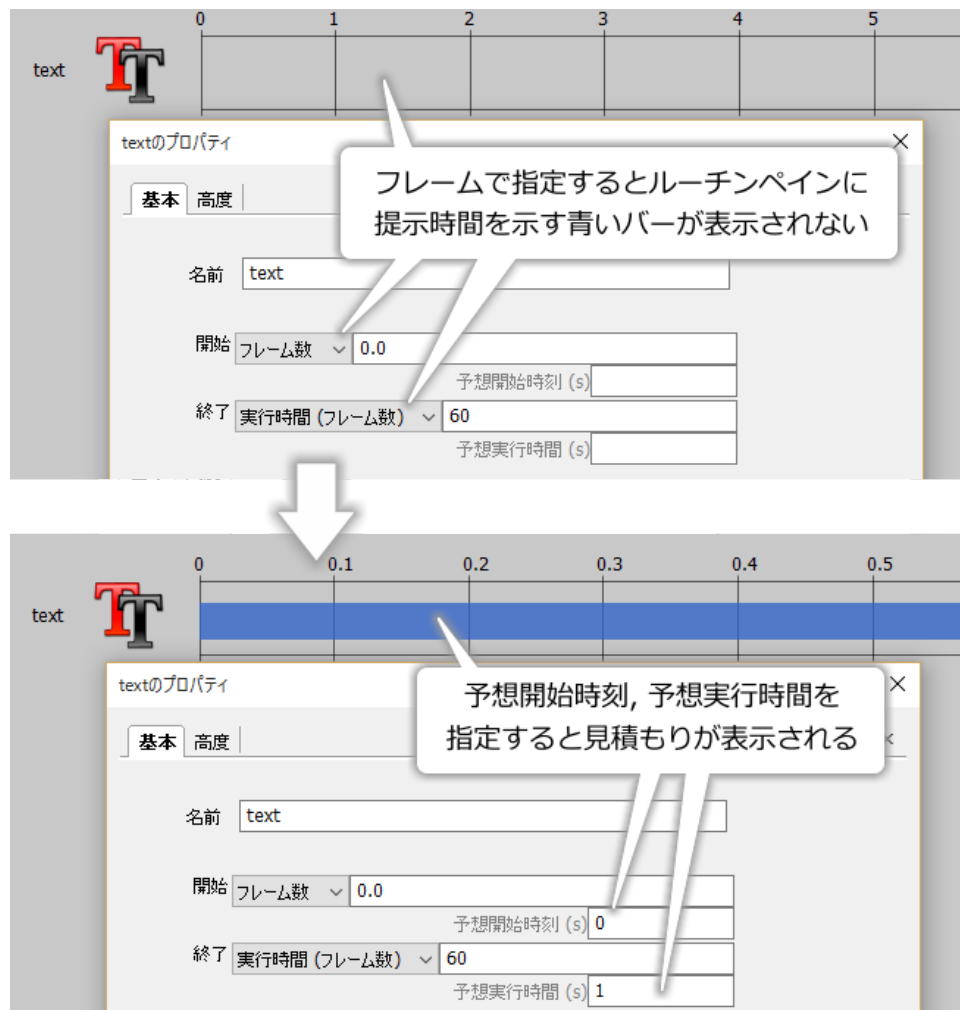 0 1 2 3 4 5
text
textのプロパティ
基本 高度
フレームで指定するとルーチンペインに
提示時間を示す青いバーが表示されない
名前 text
開始 フレーム数 0.0
予想開始時刻 (s)
終了 実行時間 (フレーム数) 60
予想実行時間 (s)
0 0.1 0.2 0.3 0.4 0.5
text
textのプロパティ
基本 高度
予想開始時刻, 予想実行時間を
指定すると見積もりが表示される
名前 text
開始 フレーム数 0.0
予想開始時刻 (s) 0
終了 実行時間 (フレーム数) 60
予想実行時間 (s) 1